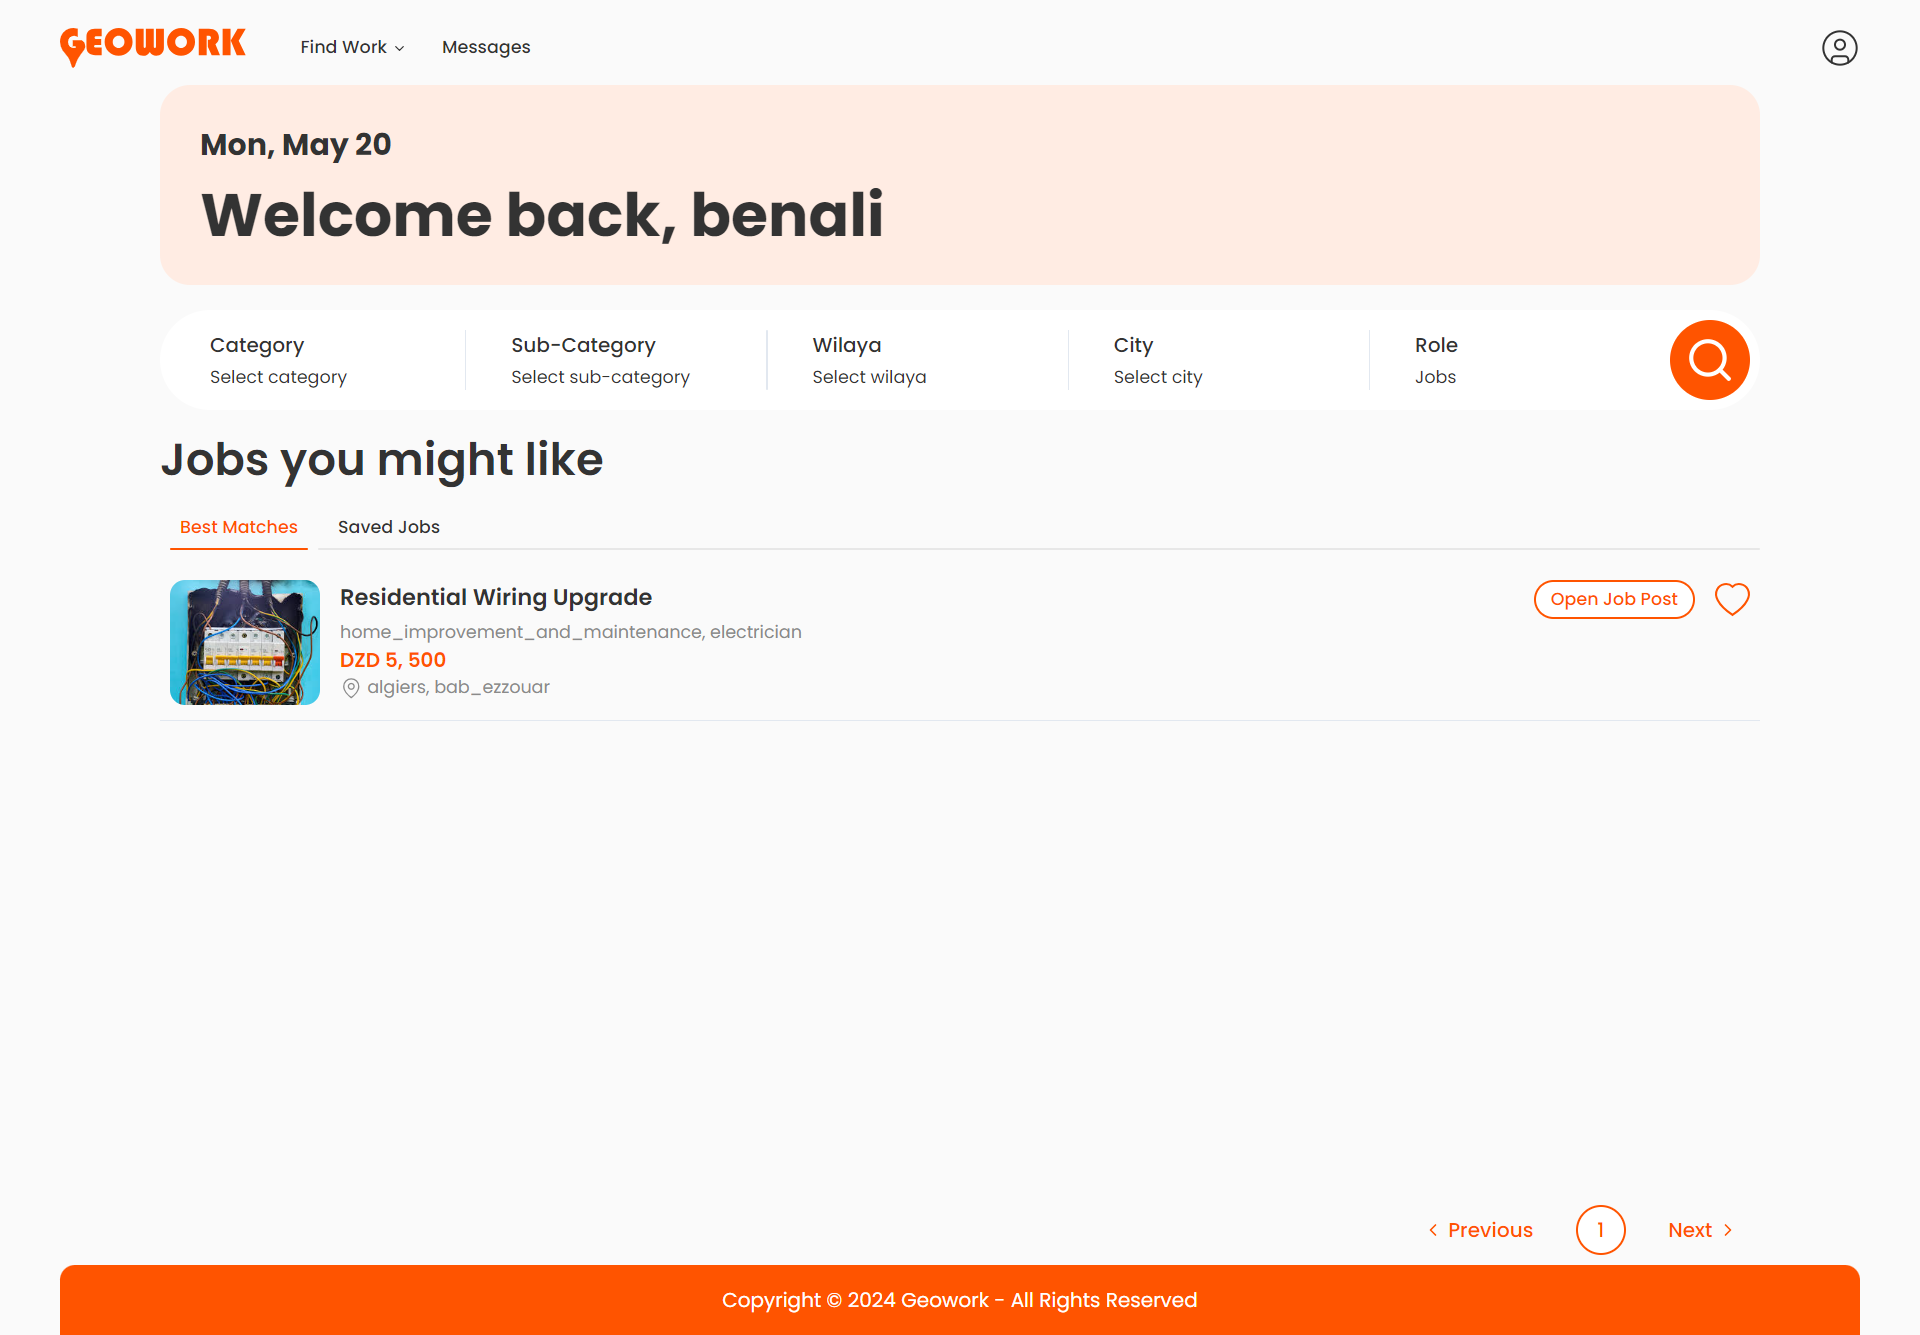 GEOWORK
Find Work
Messages
Mon, May 20
Welcome back, benali
Category
Select category
Sub-Category
Select sub-category
Wilaya
Select wilaya
City
Select city
Role
Jobs
Jobs you might like
Best Matches
Saved Jobs
Residential Wiring Upgrade
Open Job Post
home_improvement_and_maintenance, electrician
DZD 5, 500
algiers, bab_ezzouar
Previous
1
Next
Copyright © 2024 Geowork - All Rights Reserved